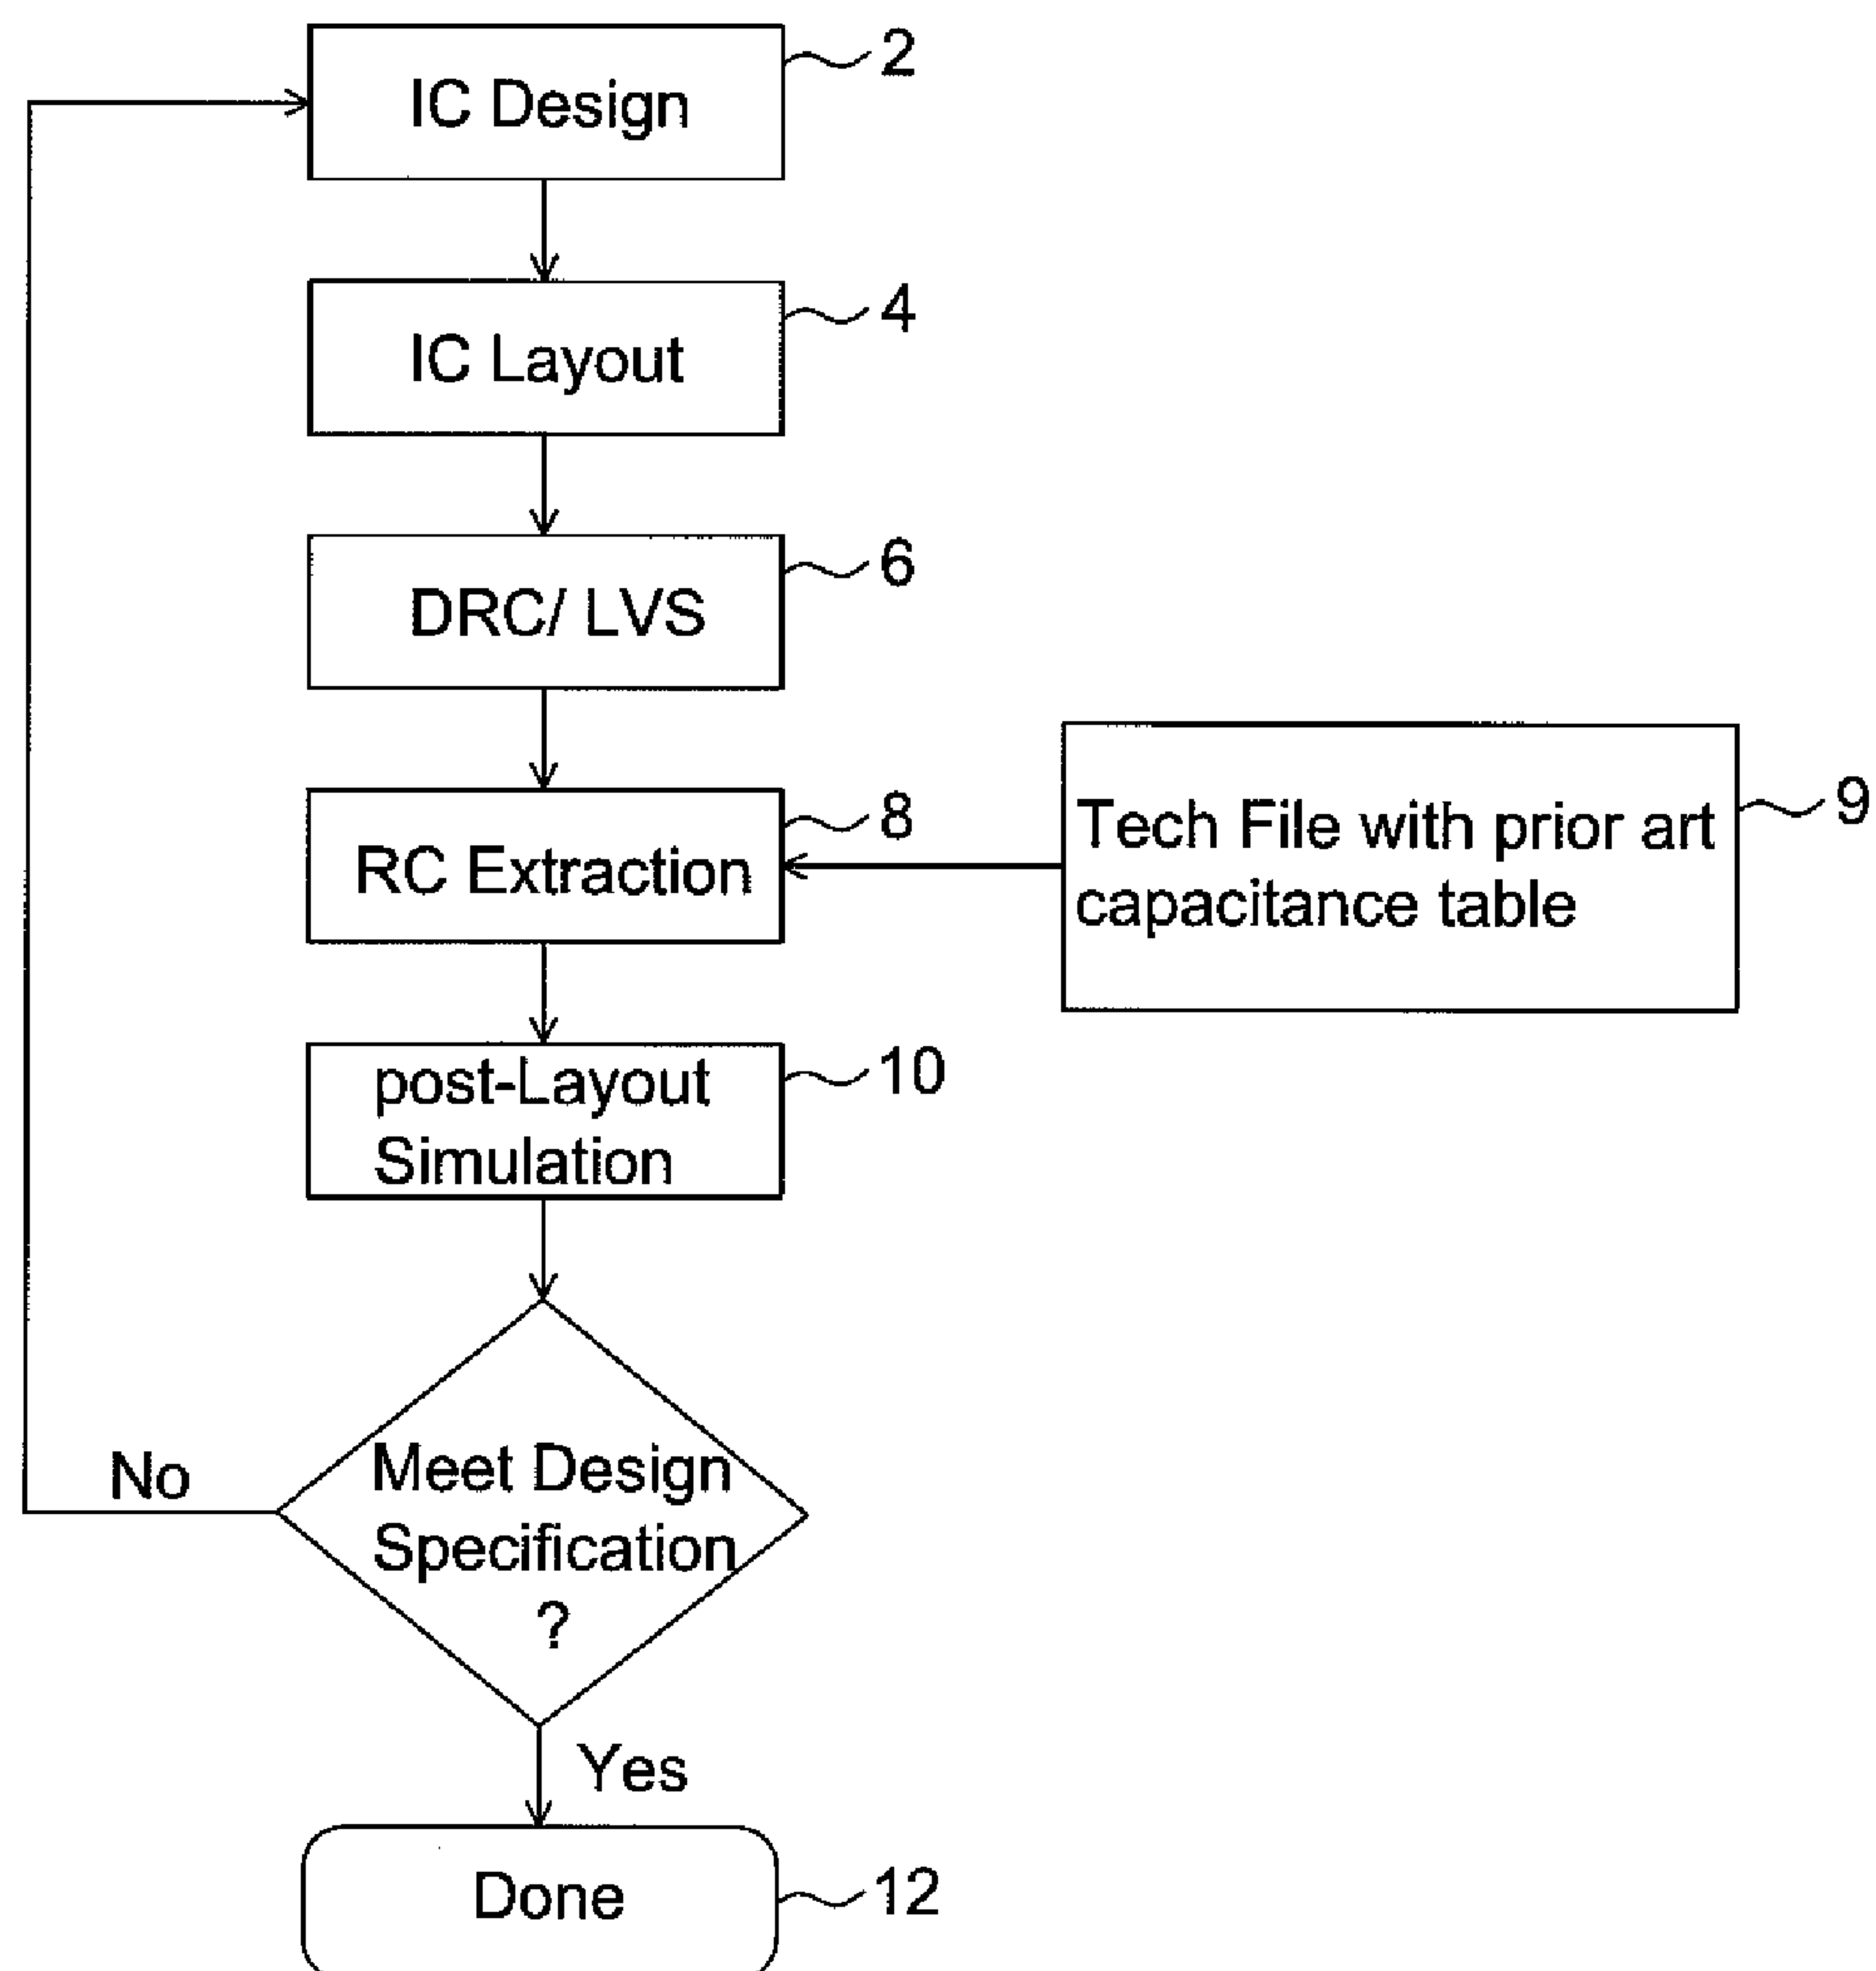 2
IC Design
4
IC Layout
6
DRC/ LVS
8
RC Extraction
9
Tech File with prior art
capacitance table
10
post-Layout
Simulation
Meet Design
Specification
?
No
Yes
Done
12